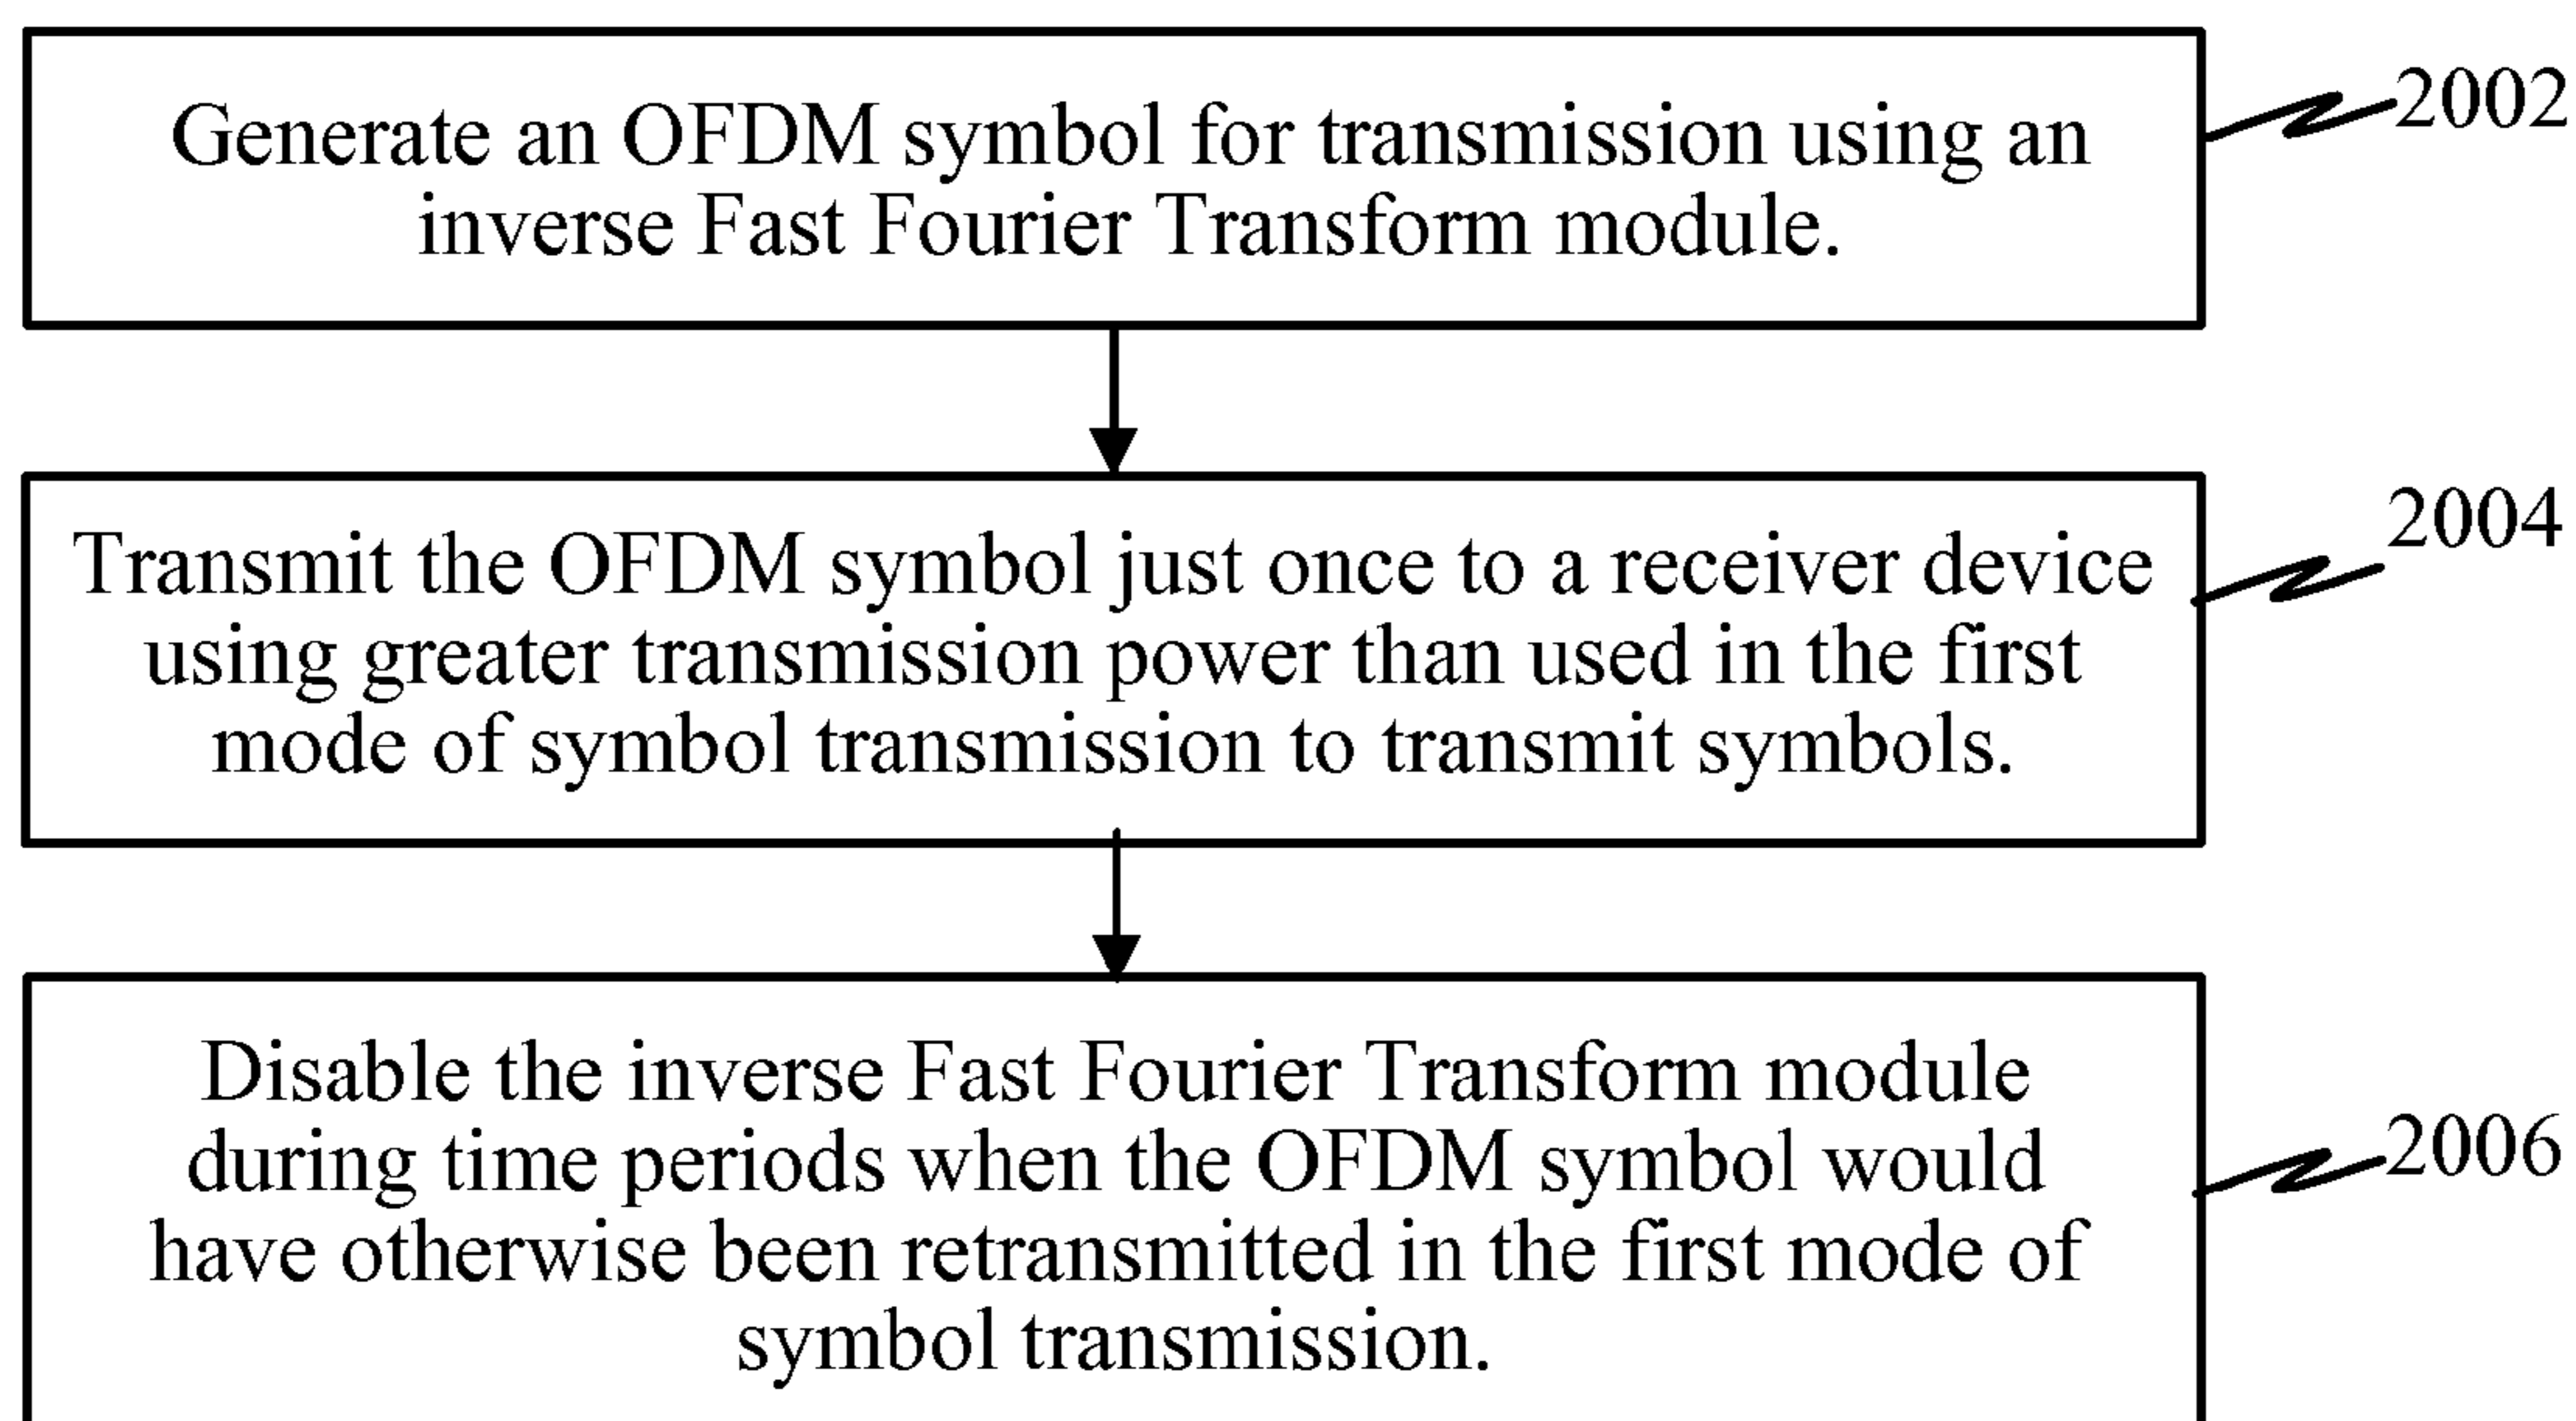 Generate an OFDM symbol for transmission using an
inverse Fast Fourier Transform module.
2002
Transmit the OFDM symbol just once to a receiver device
using greater transmission power than used in the first
mode of symbol transmission to transmit symbols.
2004
Disable the inverse Fast Fourier Transform module
during time periods when the OFDM symbol would
have otherwise been retransmitted in the first mode of
symbol transmission.
2006